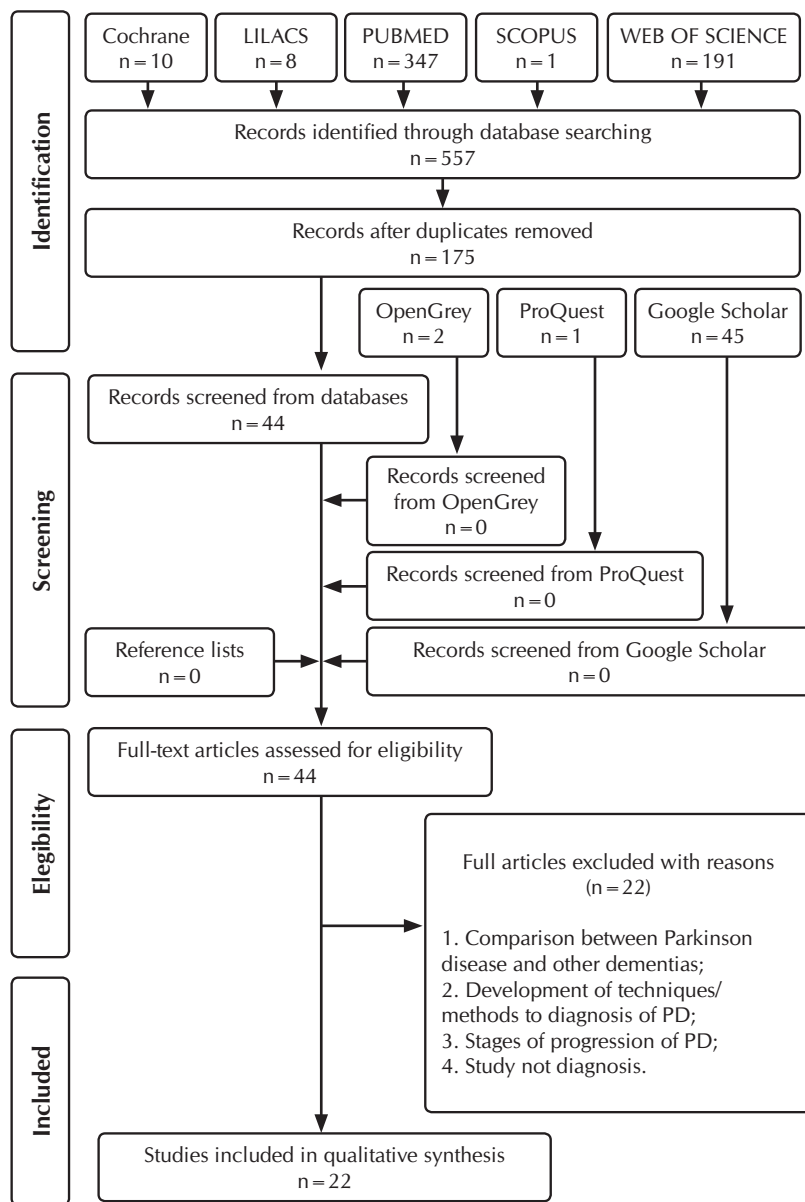 Cochrane
n = 10
LILACS
n = 8
PUBMED
n = 347
SCOPUS
n = 1
WEB OF SCIENCE
n = 191
Identification
Records identified through database searching
n = 557
Records after duplicates removed
n = 175
OpenGrey
n = 2
ProQuest
n = 1
Google Scholar
n = 45
Screening
Records screened from databases
n = 44
Records screened
from OpenGrey
n = 0
Records screened from ProQuest
n = 0
Reference lists
n = 0
Records screened from Google Scholar
n = 0
Elegibility
Full-text articles assessed for eligibility
n = 44
Full articles excluded with reasons
(n = 22)
1. Comparison between Parkinson
disease and other dementias;
2. Development of techniques/
methods to diagnosis of PD;
3. Stages of progression of PD;
4. Study not diagnosis.
Included
Studies included in qualitative synthesis
n = 22